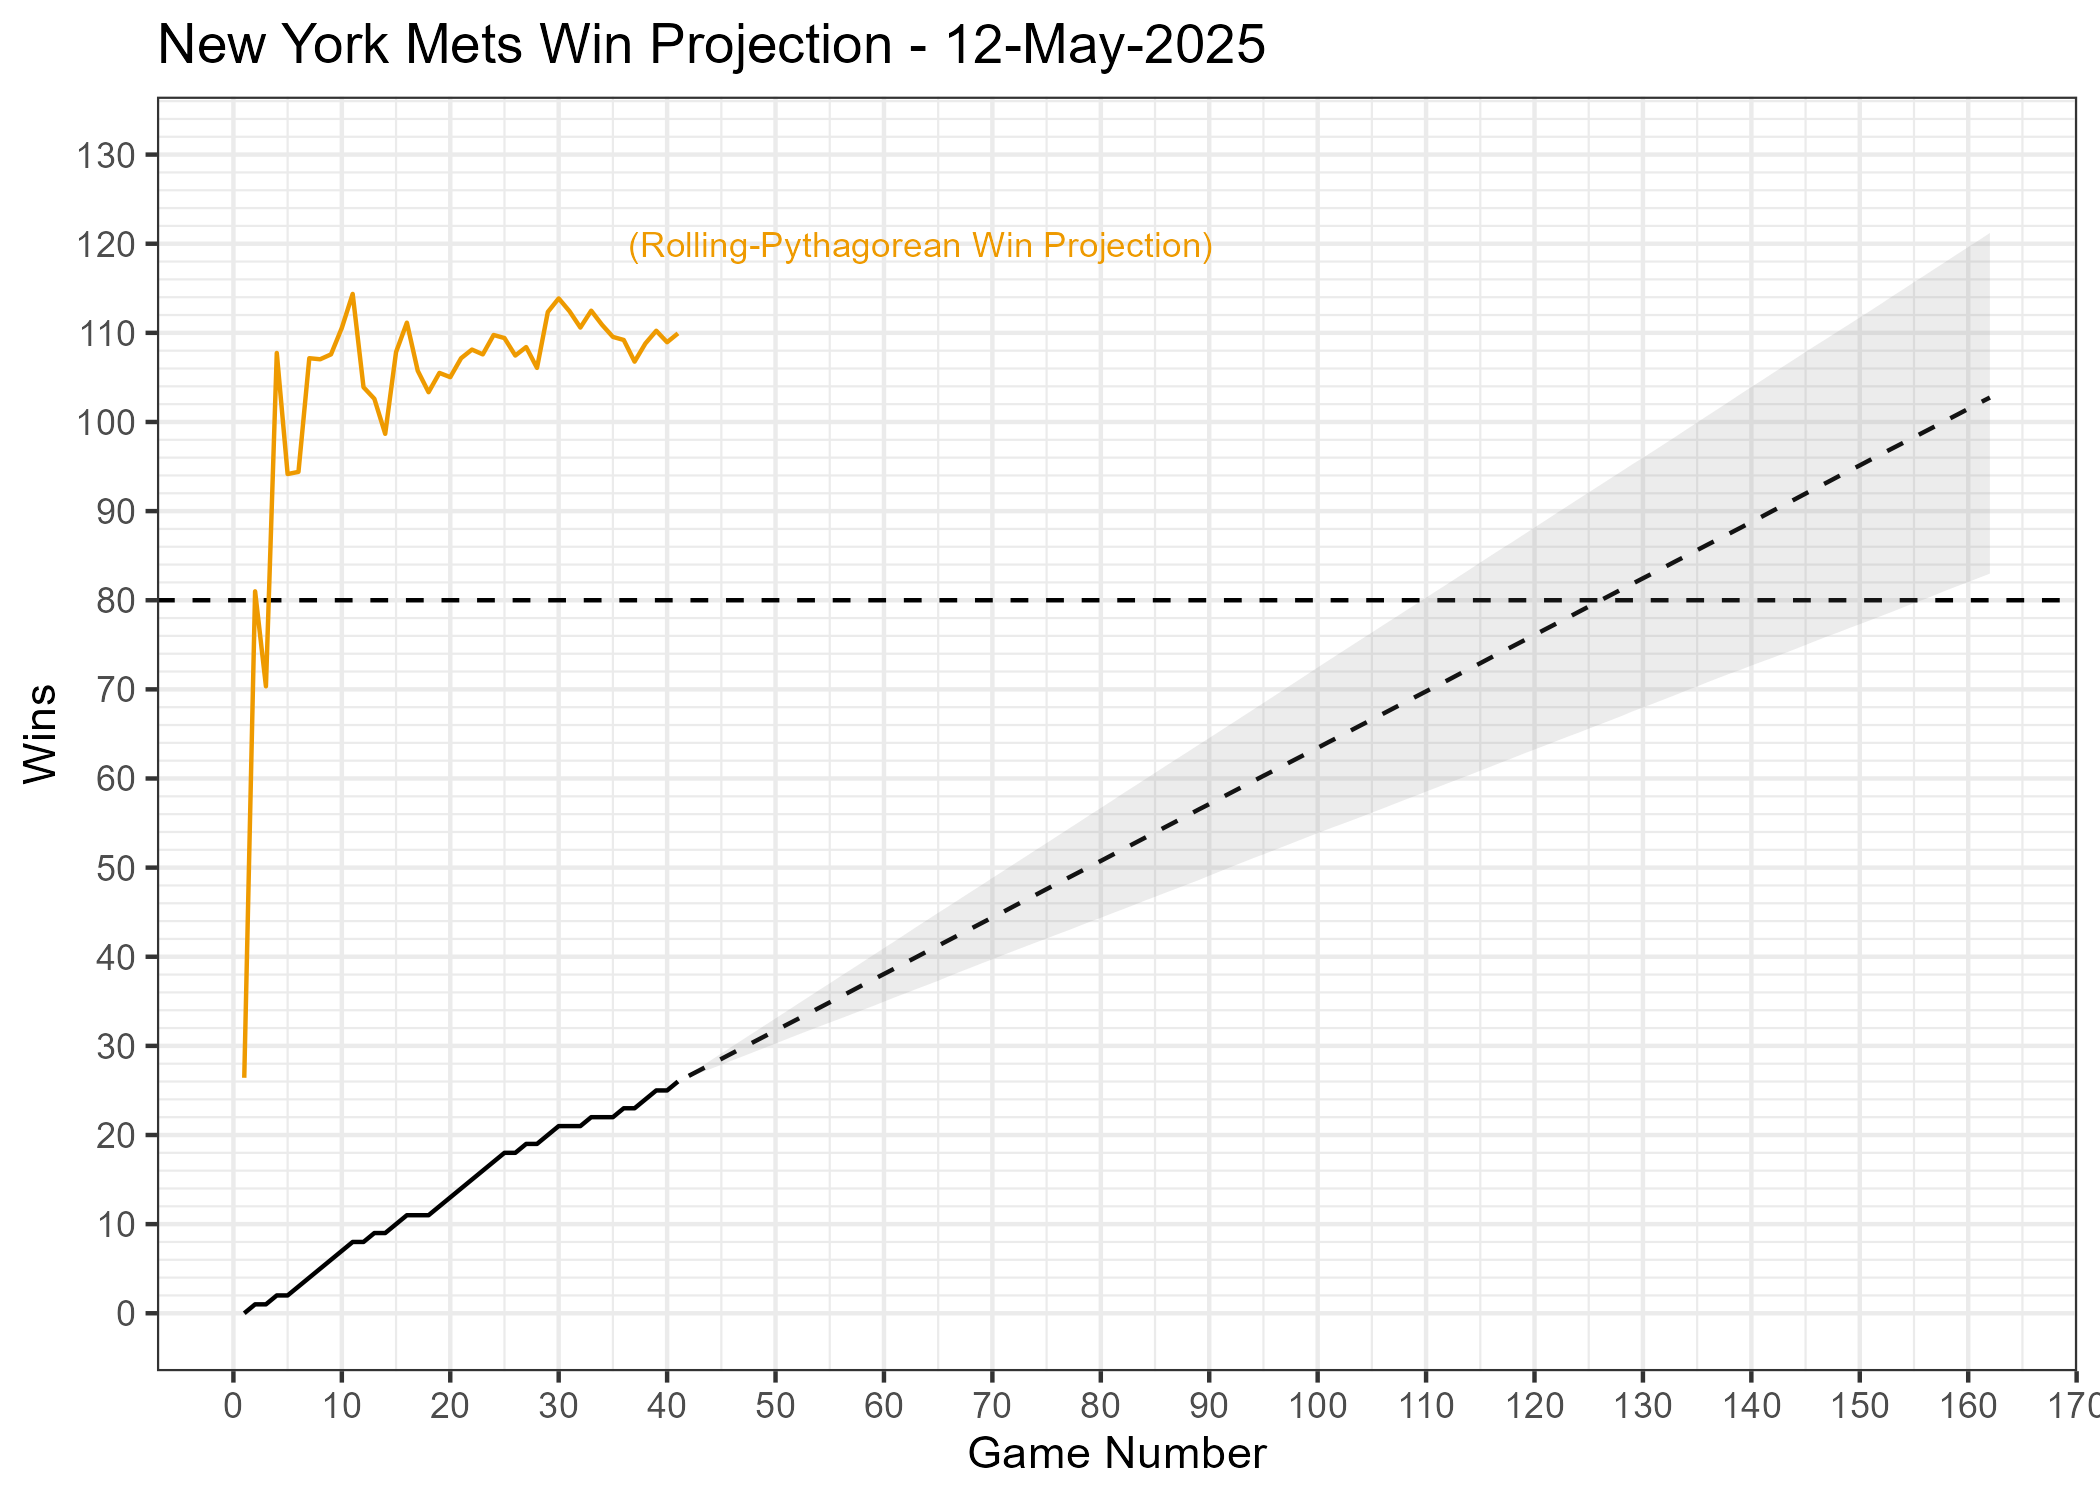 New York Mets Win Projection - 12-May-2025
130
120
(Rolling-Pythagorean Win Projection)
110
100
90
80
70
Wins
60
50
40
30
20
10
0
0 10 20 30 40 50 60 70 80 90 100 110 120 130 140 150 160 170
Game Number